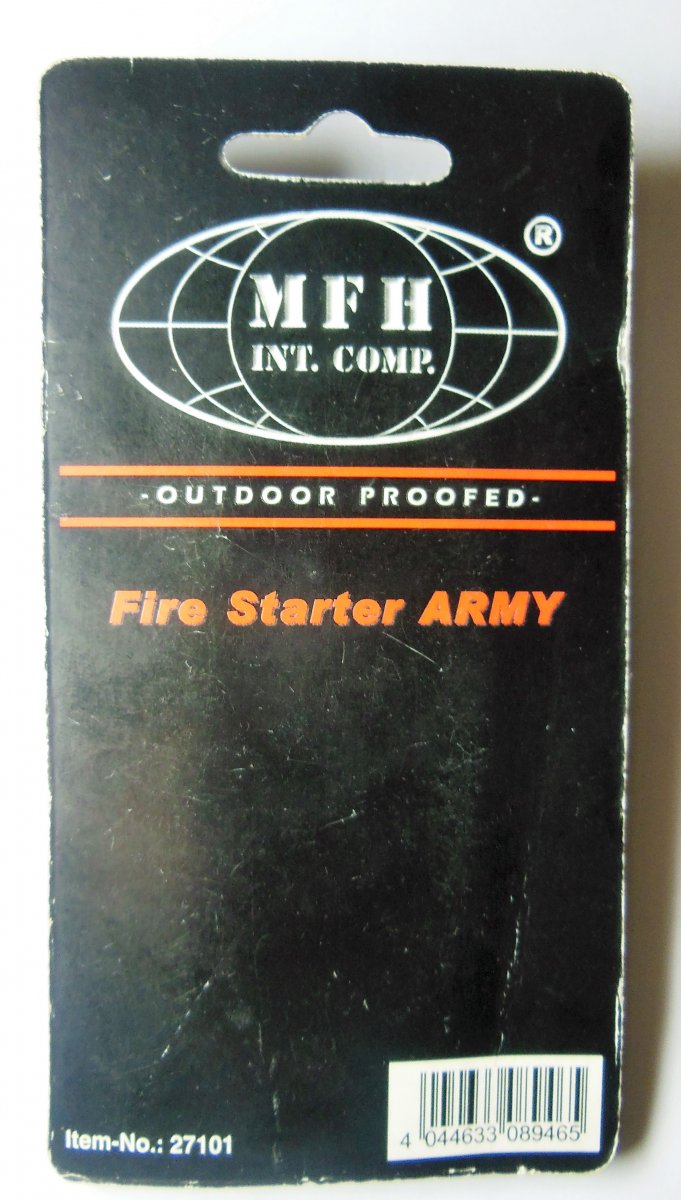 ®
MFH
INT. COMP.
-OUTDOOR PROOFED-
Fire Starter ARMY
Item-No.: 27101
4 044633 089465